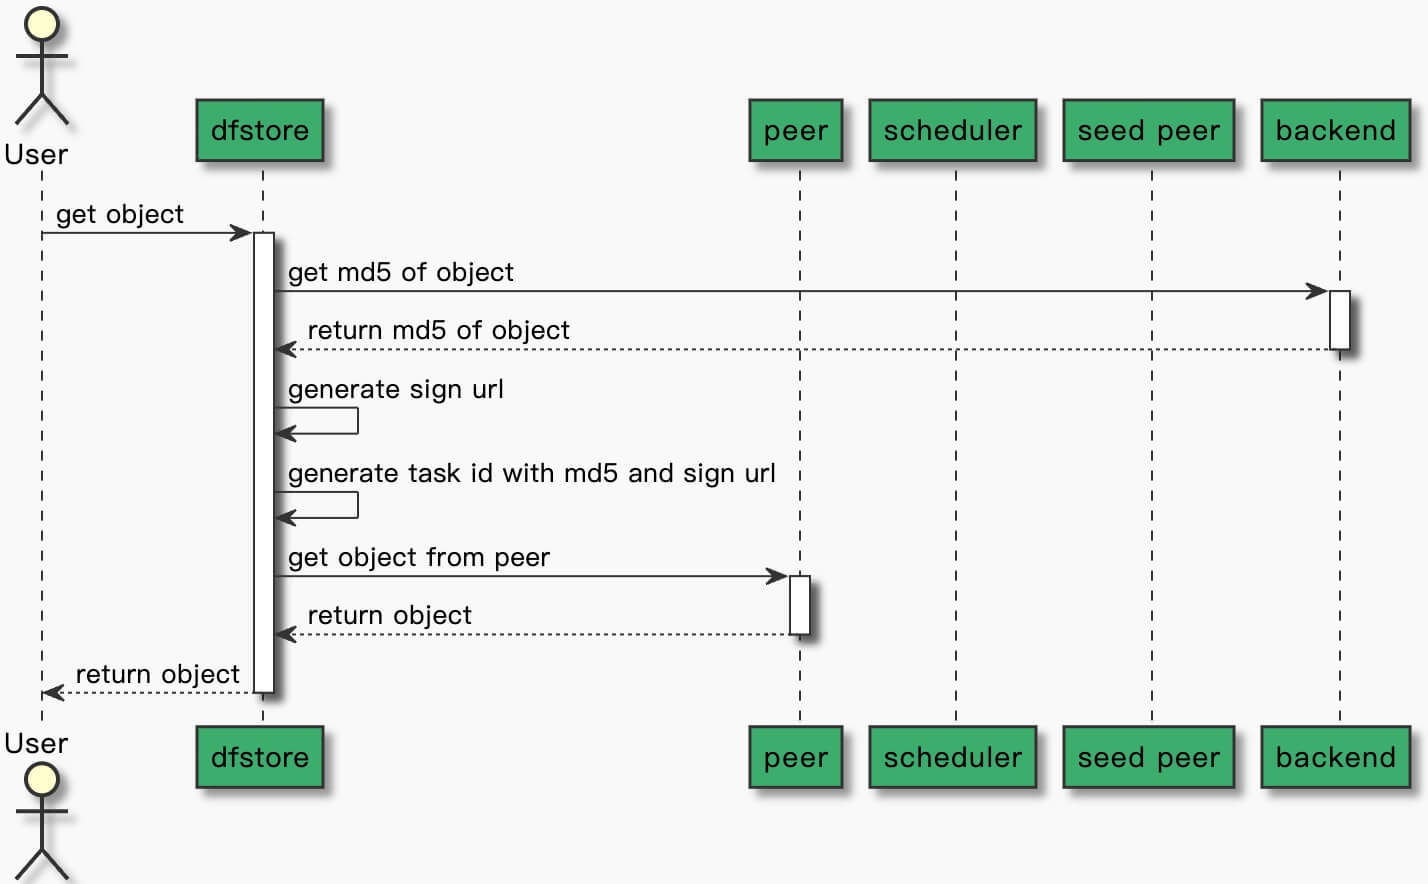 User
dfstore
peer
scheduler
seed peer
backend
get object
get md5 of object
return md5 of object
generate sign url
generate task id with md5 and sign url
get object from peer
return object
return object
User
dfstore
peer
scheduler
seed peer
backend